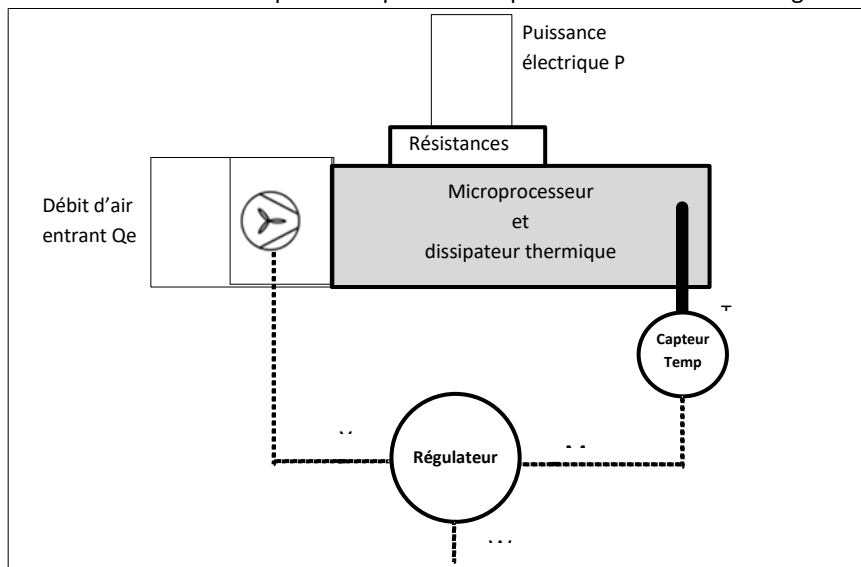 Puissance
électrique P
Résistances
Débit d'air
entrant Qe
Microprocesseur
et
dissipateur thermique
Capteur
Temp
Régulateur